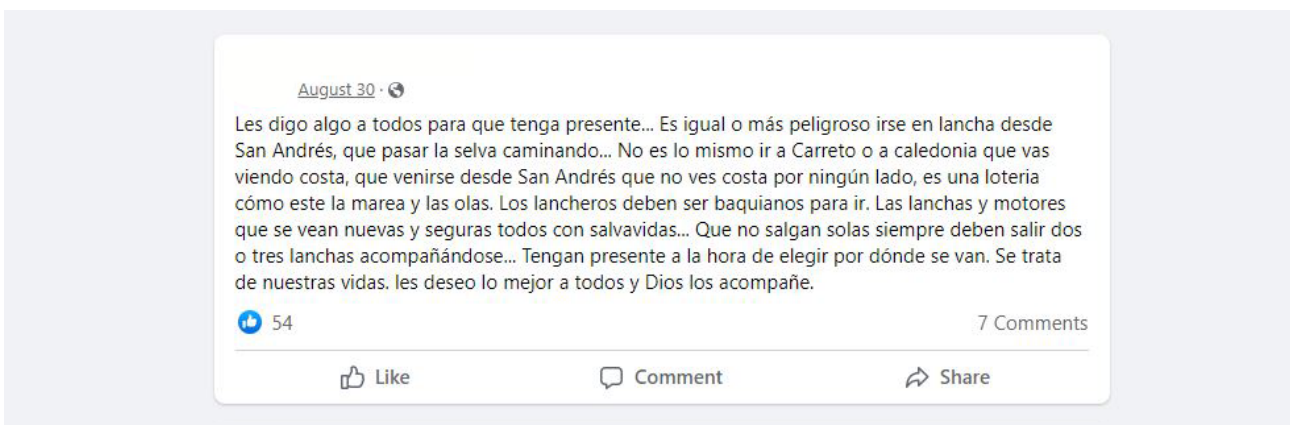 August 30 ·
Les digo algo a todos para que tenga presente... Es igual o más peligroso irse en lancha desde
San Andrés, que pasar la selva caminando... No es lo mismo ir a Carreto o a caledonia que vas
viendo costa, que venirse desde San Andrés que no ves costa por ningún lado, es una loteria
cómo este la marea y las olas. Los lancheros deben ser baquianos para ir. Las lanchas y motores
que se vean nuevas y seguras todos con salvavidas... Que no salgan solas siempre deben salir dos
o tres lanchas acompañándose... Tengan presente a la hora de elegir por dónde se van. Se trata
de nuestras vidas. les deseo lo mejor a todos y Dios los acompañe.
54 7 Comments
Like Comment Share